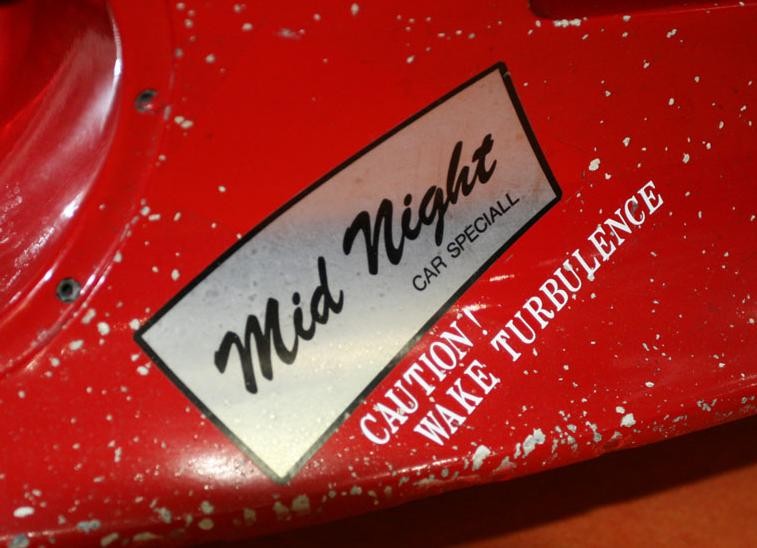 Mid Night
CAR SPECIALL
CAUTION!
WAKE TURBULENCE